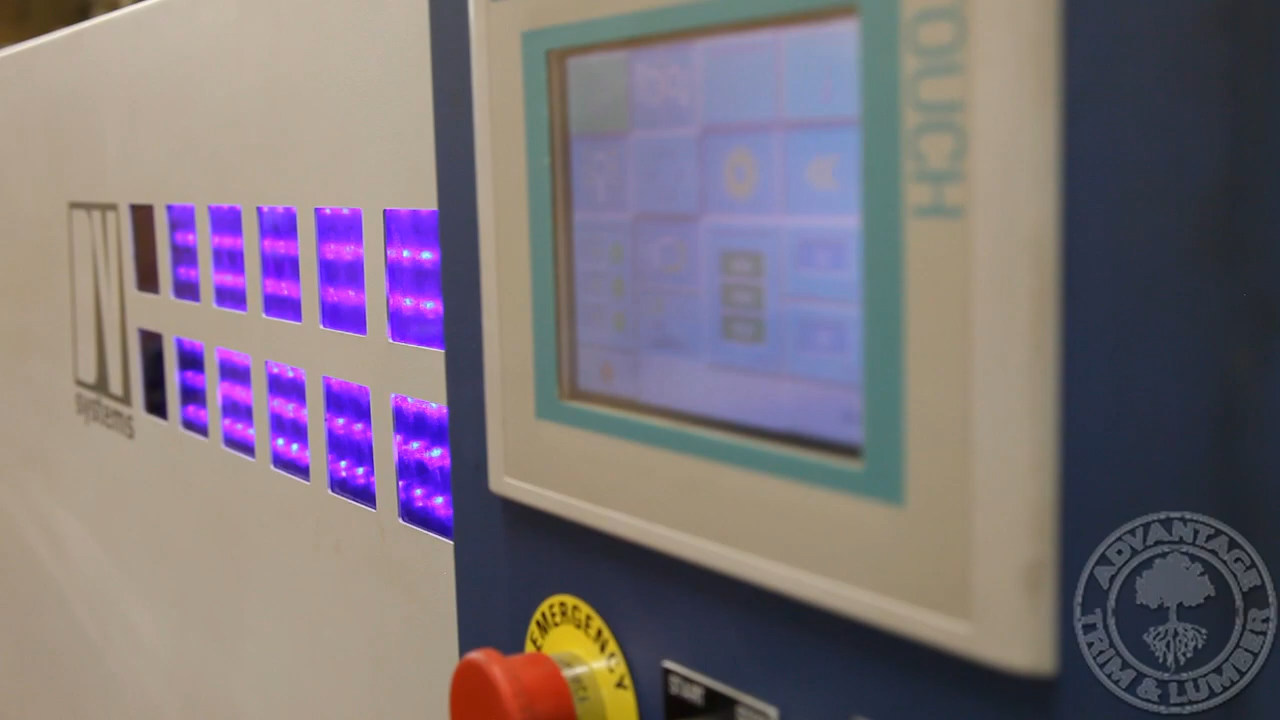 TOUCH
N
systems
EMERGENCY
START
ADVANTAGE
TRIM & LUMBER